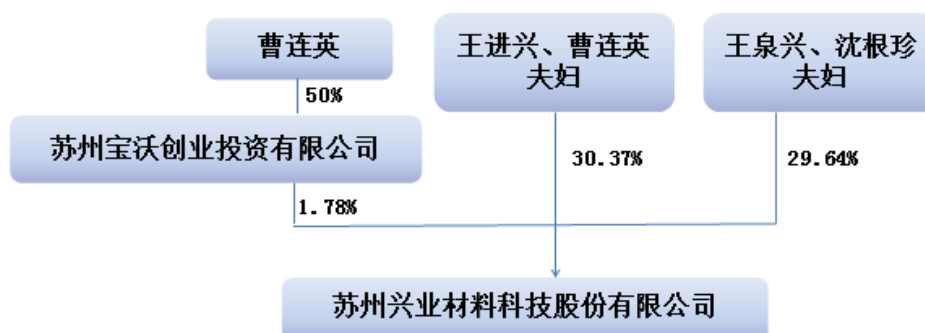 曹连英
王进兴、曹连英
夫妇
王泉兴、沈根珍
夫妇
50%
苏州宝沃创业投资有限公司
30.37%
29.64%
1.78%
苏州兴业材料科技股份有限公司